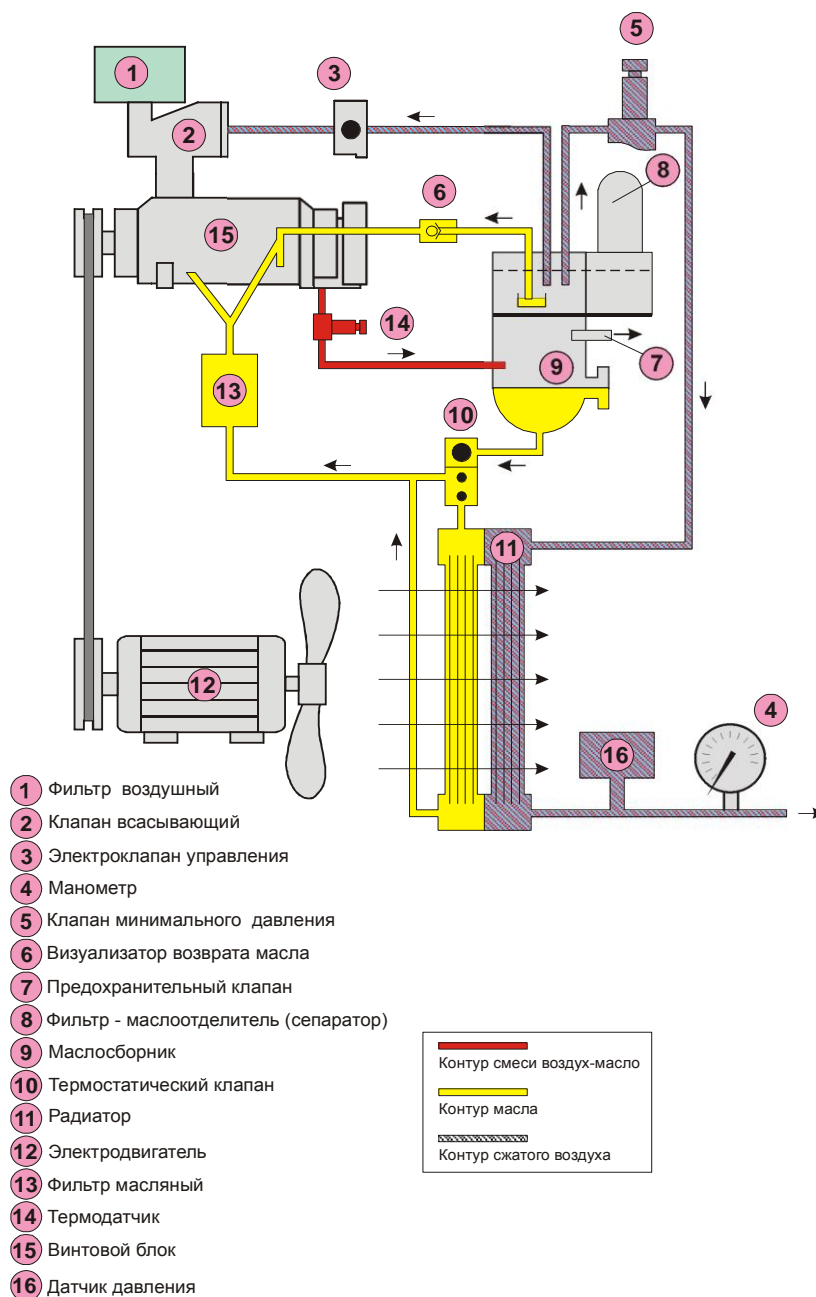 1
5
3
2
8
6
15
14
7
9
13
10
11
12
4
16
1 Фильтр воздушный
2 Клапан всасывающий
3 Электроклапан управления
4 Манометр
5 Клапан минимального давления
6 Визуализатор возврата масла
7 Предохранительный клапан
8 Фильтр - маслоотделитель (сепаратор)
9 Маслосборник
10 Термостатический клапан
11 Радиатор
12 Электродвигатель
13 Фильтр масляный
14 Термодатчик
15 Винтовой блок
16 Датчик давления
Контур смеси воздух-масло
Контур масла
Контур сжатого воздуха